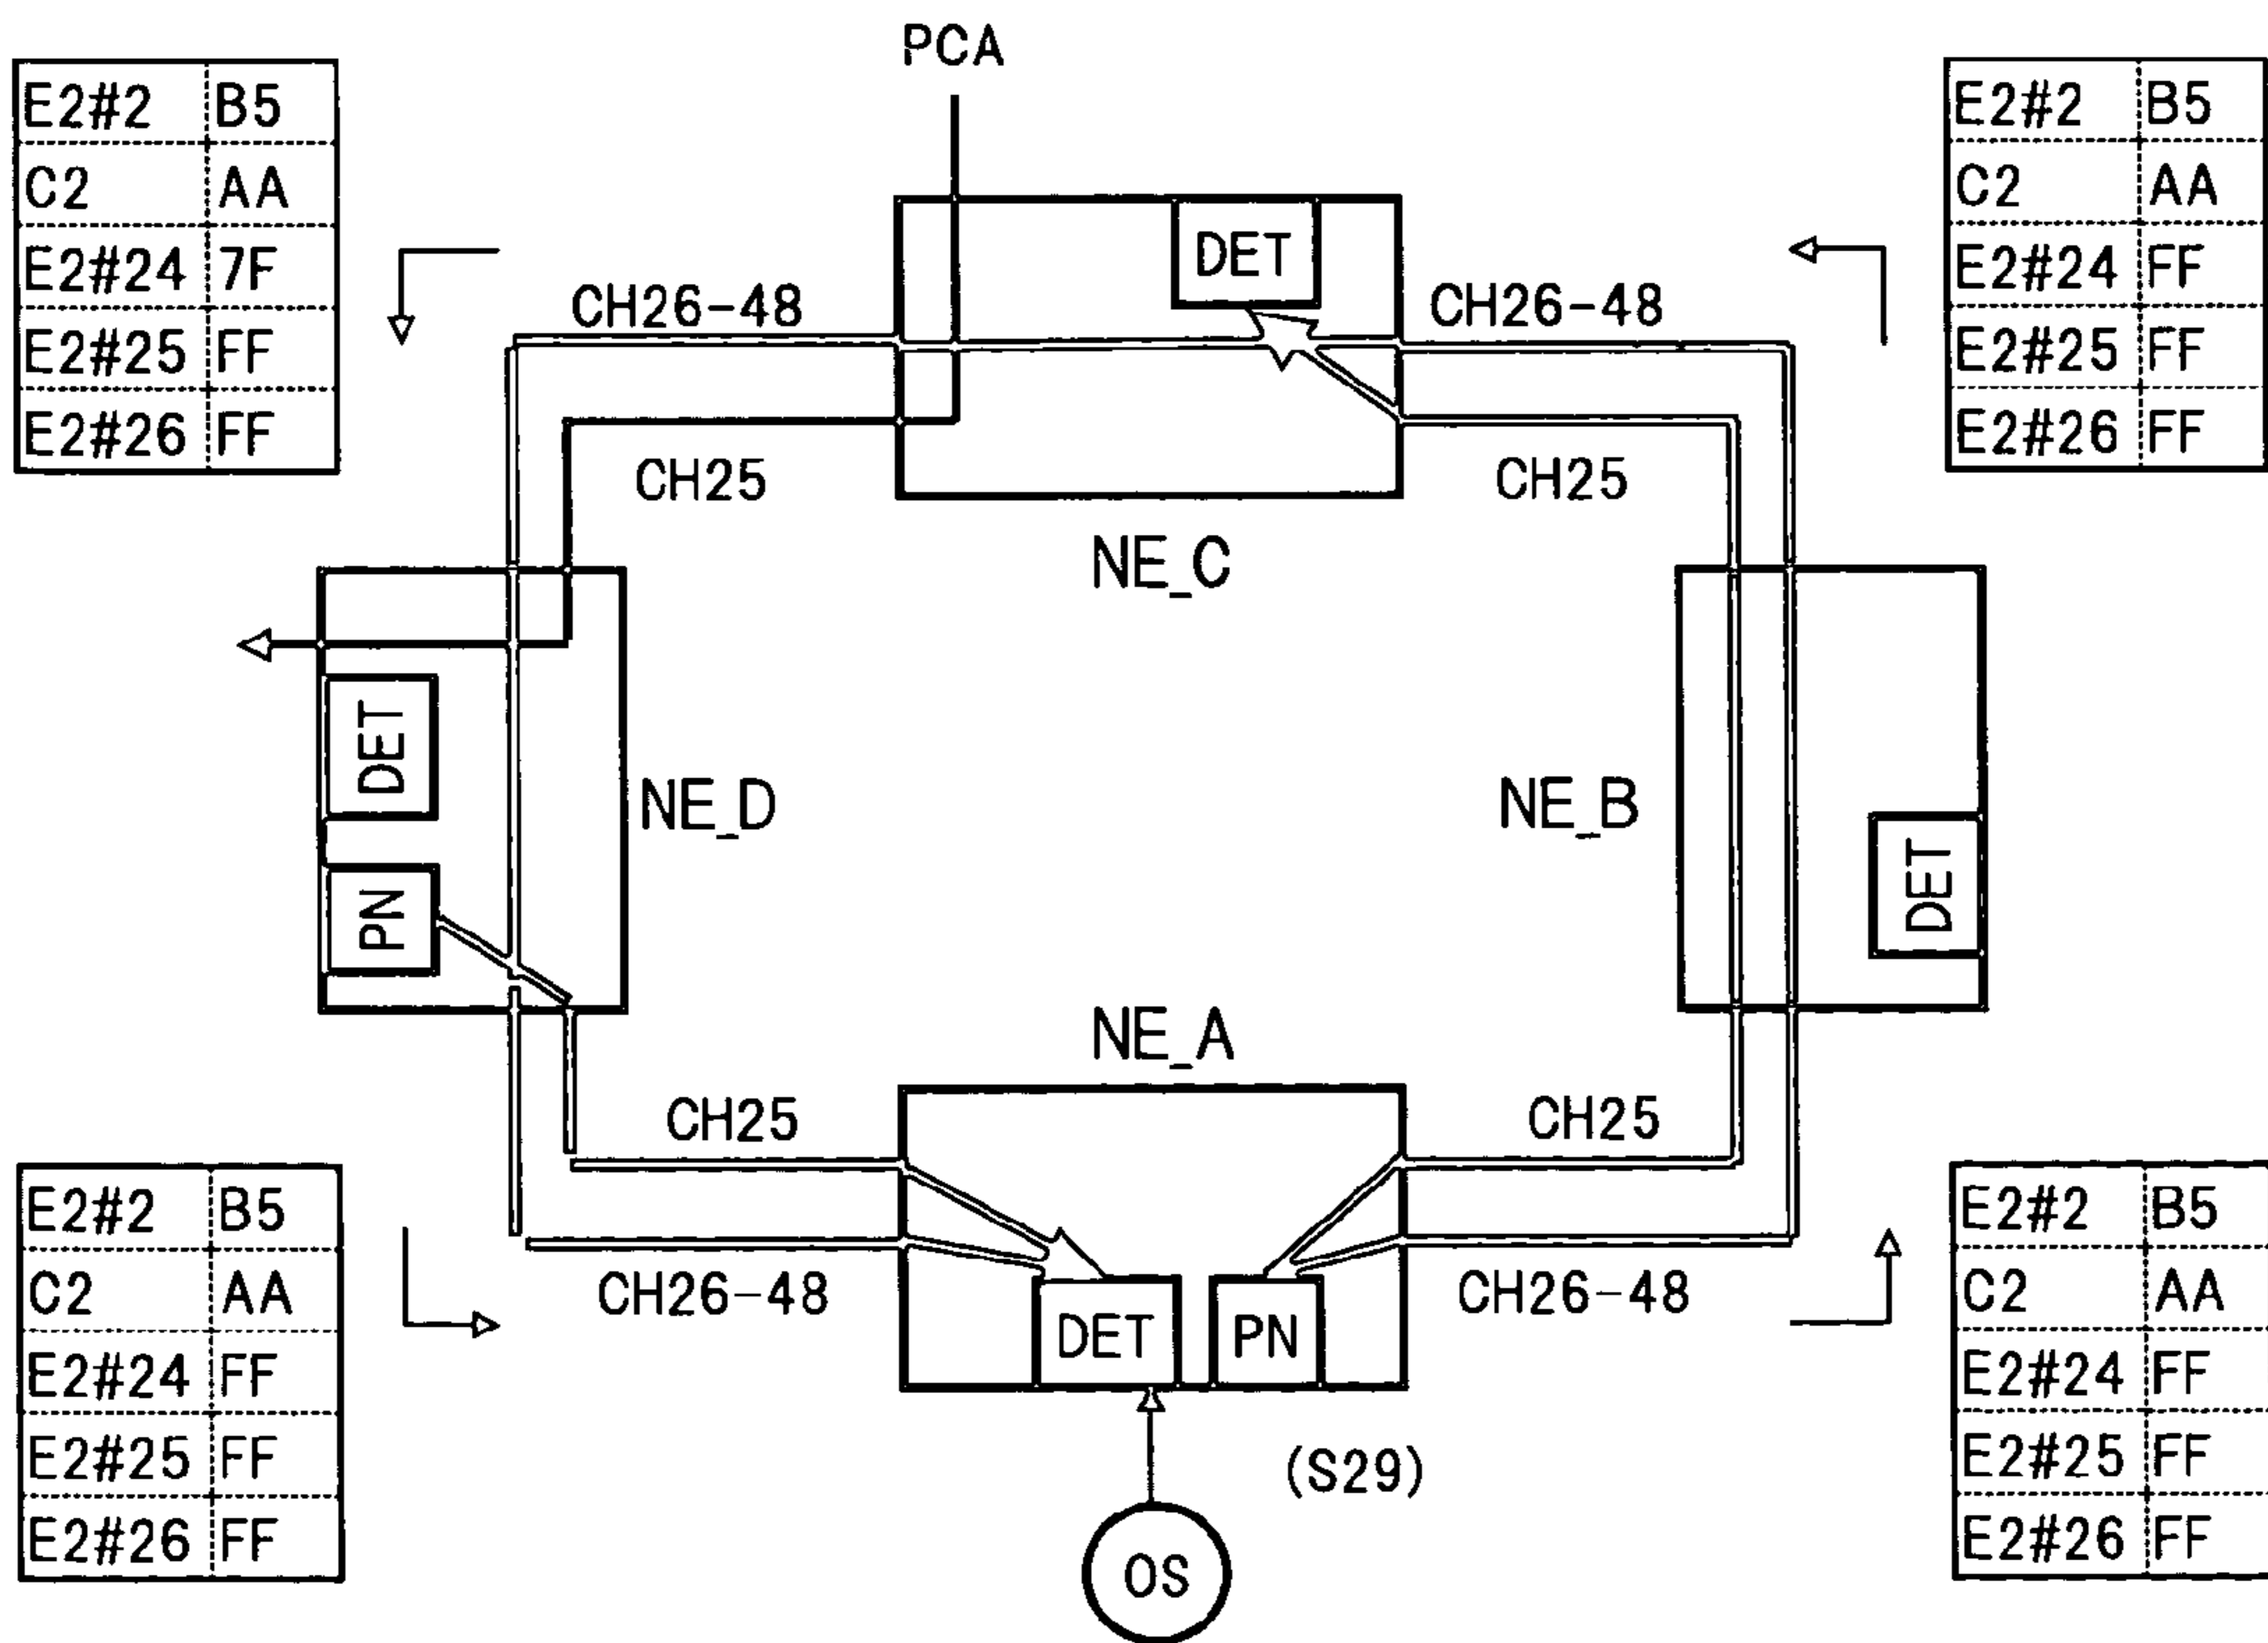 PCA
E2#2 B5
C2 AA
E2#24 7F
E2#25 FF
E2#26 FF
E2#2 B5
C2 AA
E2#24 FF
E2#25 FF
E2#26 FF
DET
CH26-48
CH26-48
CH25
CH25
NE_C
DET
NE_D
PN
NE_B
DET
NE_A
CH25
CH25
CH26-48
CH26-48
DET
PN
E2#2 B5
C2 AA
E2#24 FF
E2#25 FF
E2#26 FF
E2#2 B5
C2 AA
E2#24 FF
E2#25 FF
E2#26 FF
(S29)
OS